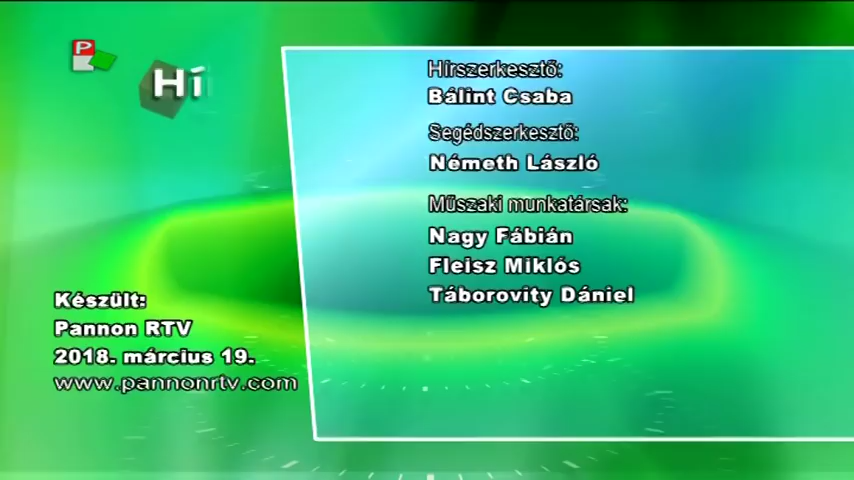 P
Hí
Hírszerkesztő:
Bálint Csaba
Segédszerkesztő:
Németh László
Műszaki munkatársak:
Nagy Fábián
Fleisz Miklós
Táborovity Dániel
Készült:
Pannon RTV
2018. március 19.
www.pannonrtv.com